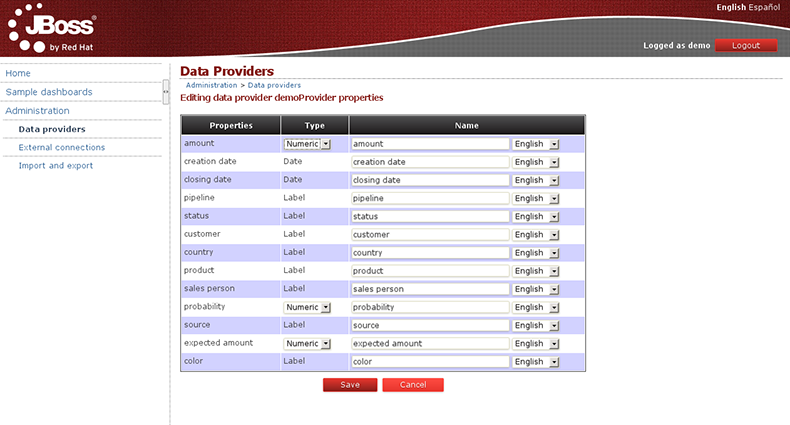 English Español
JBoss
by Red Hat
Logged as demo Logout
Home
Sample dashboards
Administration
Data providers
External connections
Import and export
Data Providers
Administration > Data providers
Editing data provider demoProvider properties
Properties Type Name
amount Numeric amount English
creation date Date creation date English
closing date Date closing date English
pipeline Label pipeline English
status Label status English
customer Label customer English
country Label country English
product Label product English
sales person Label sales person English
probability Numeric probability English
source Label source English
expected amount Numeric expected amount English
color Label color English
Save Cancel